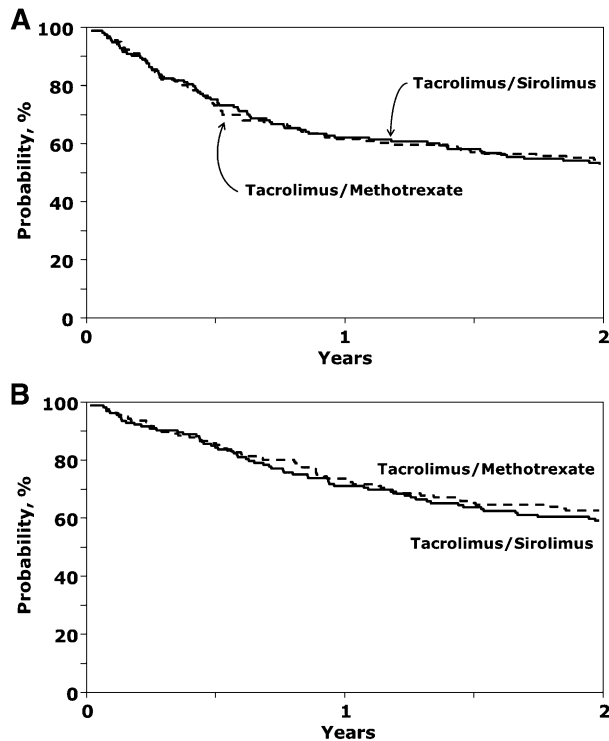 A
100
80
60
40
20
0
Probability, %
Tacrolimus/Sirolimus
Tacrolimus/Methotrexate
0
1
2
Years
B
100
80
60
40
20
0
Probability, %
Tacrolimus/Methotrexate
Tacrolimus/Sirolimus
0
1
2
Years